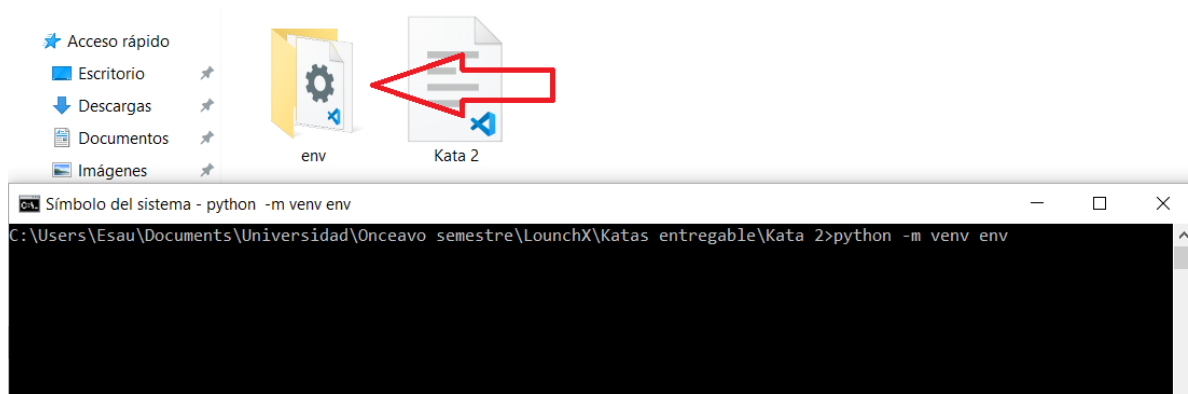 Acceso rápido
Escritorio
Descargas
Documentos
Imágenes
env
Kata 2
Símbolo del sistema - python  -m venv env
C:\Users\Esau\Documents\Universidad\Onceavo semestre\LounchX\Katas entregable\Kata 2>python -m venv env